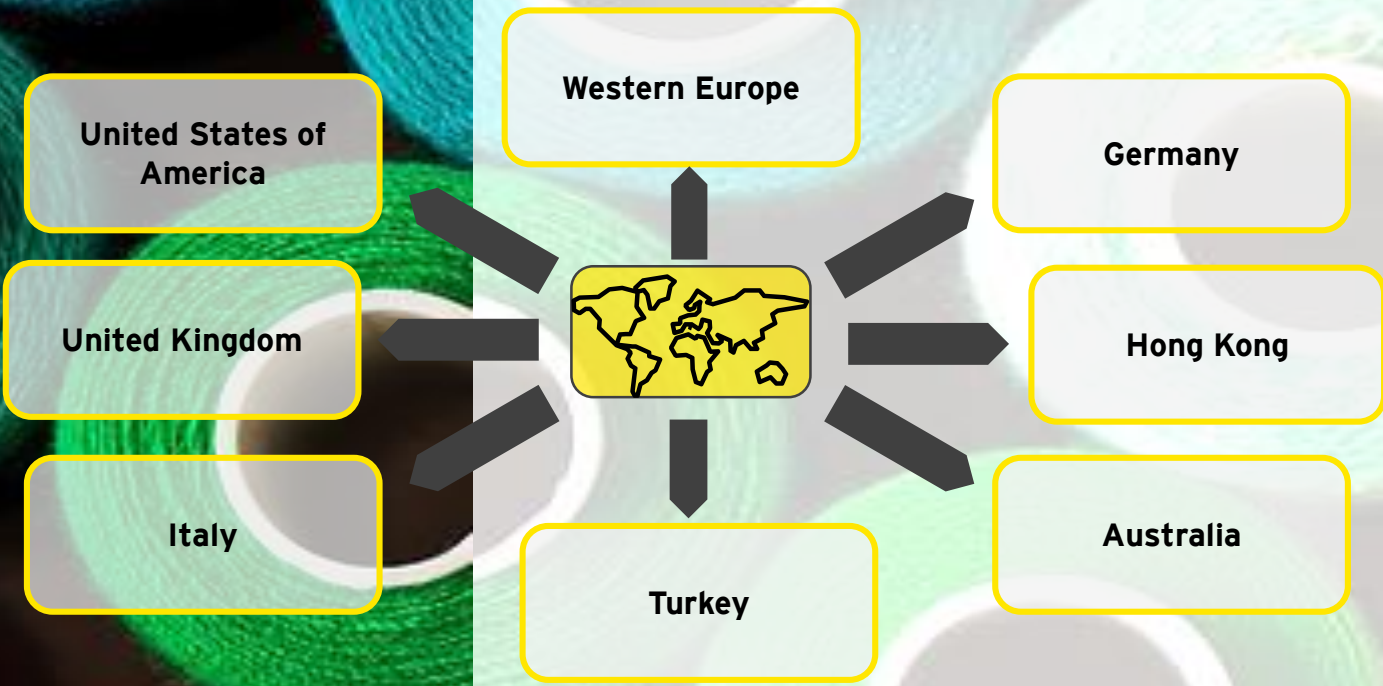 Western Europe
United States of
America
Germany
United Kingdom
Hong Kong
Italy
Australia
Turkey